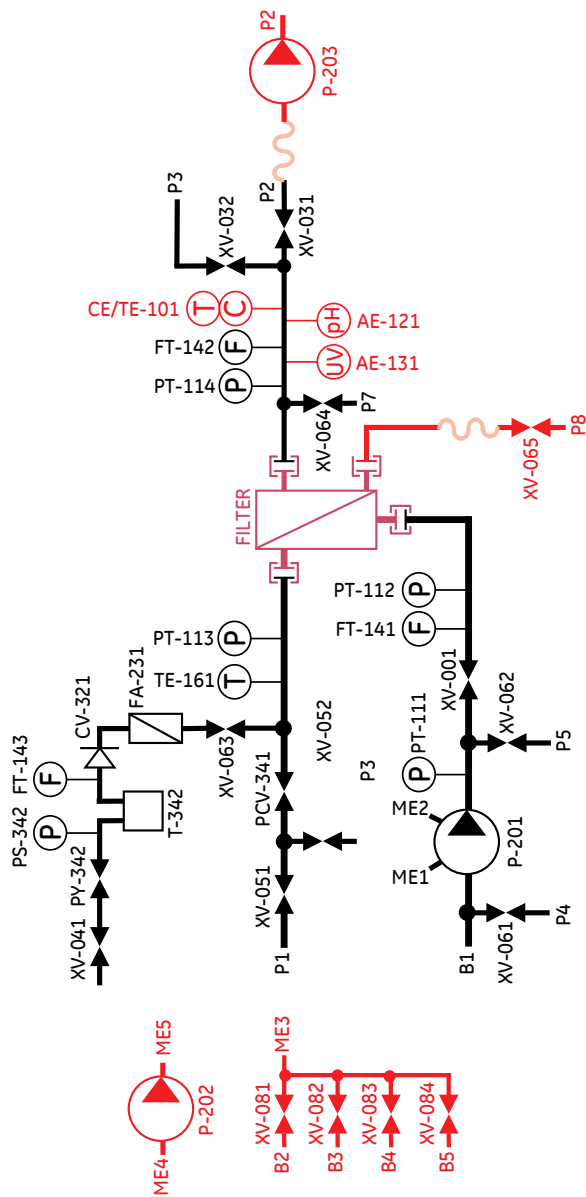 P2
P-203
P3
XV-032
P2
XV-031
CE/TE-101
T
C
FT-142
F
PT-114
P
pH
AE-121
UV
AE-131
XV-064
P7
FILTER
XV-065
P8
PT-113
P
TE-161
T
PT-112
P
FT-141
F
XV-001
CV-321
FA-231
FT-143
F
PS-342
P
T-342
PY-342
XV-041
XV-063
XV-052
PCV-341
P3
XV-051
P1
PT-111
P
XV-062
P5
ME2
ME1
P-201
B1
XV-061
P4
ME5
P-202
ME4
ME3
XV-081
B2
XV-082
B3
XV-083
B4
XV-084
B5